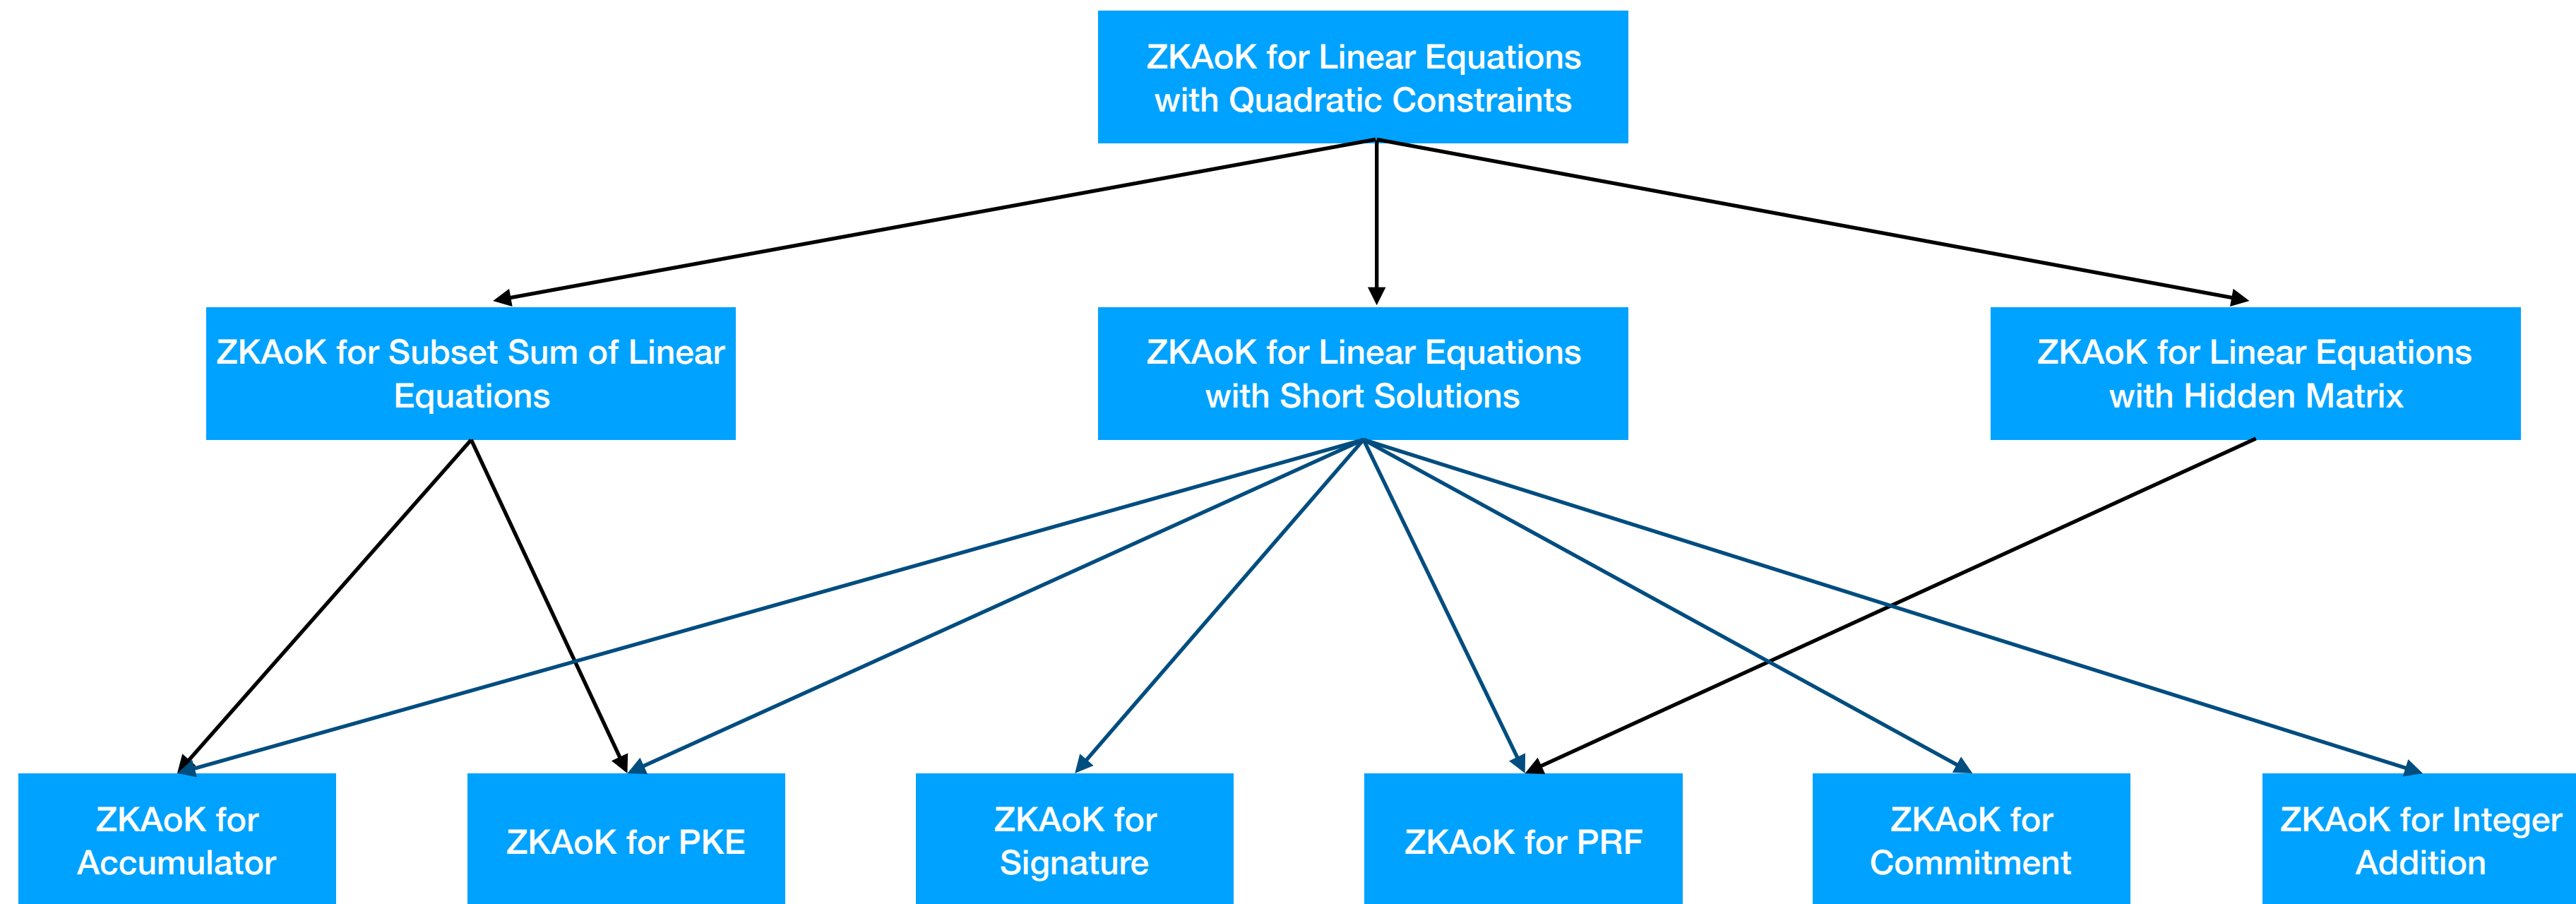 ZKAoK for Linear Equations
with Quadratic Constraints
ZKAoK for Subset Sum of Linear
Equations
ZKAoK for Linear Equations
with Short Solutions
ZKAoK for Linear Equations
with Hidden Matrix
ZKAoK for
Accumulator
ZKAoK for PKE
ZKAoK for
Signature
ZKAoK for PRF
ZKAoK for
Commitment
ZKAoK for Integer
Addition